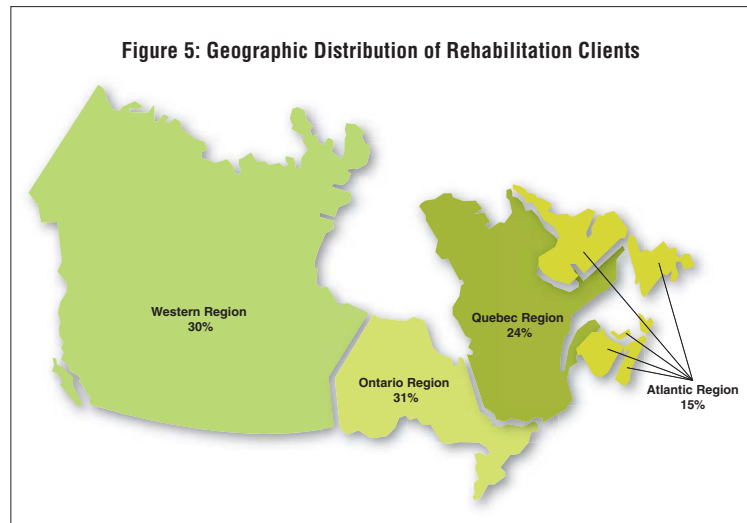 Figure 5: Geographic Distribution of Rehabilitation Clients
Western Region
30%
Ontario Region
31%
Quebec Region
24%
Atlantic Region
15%